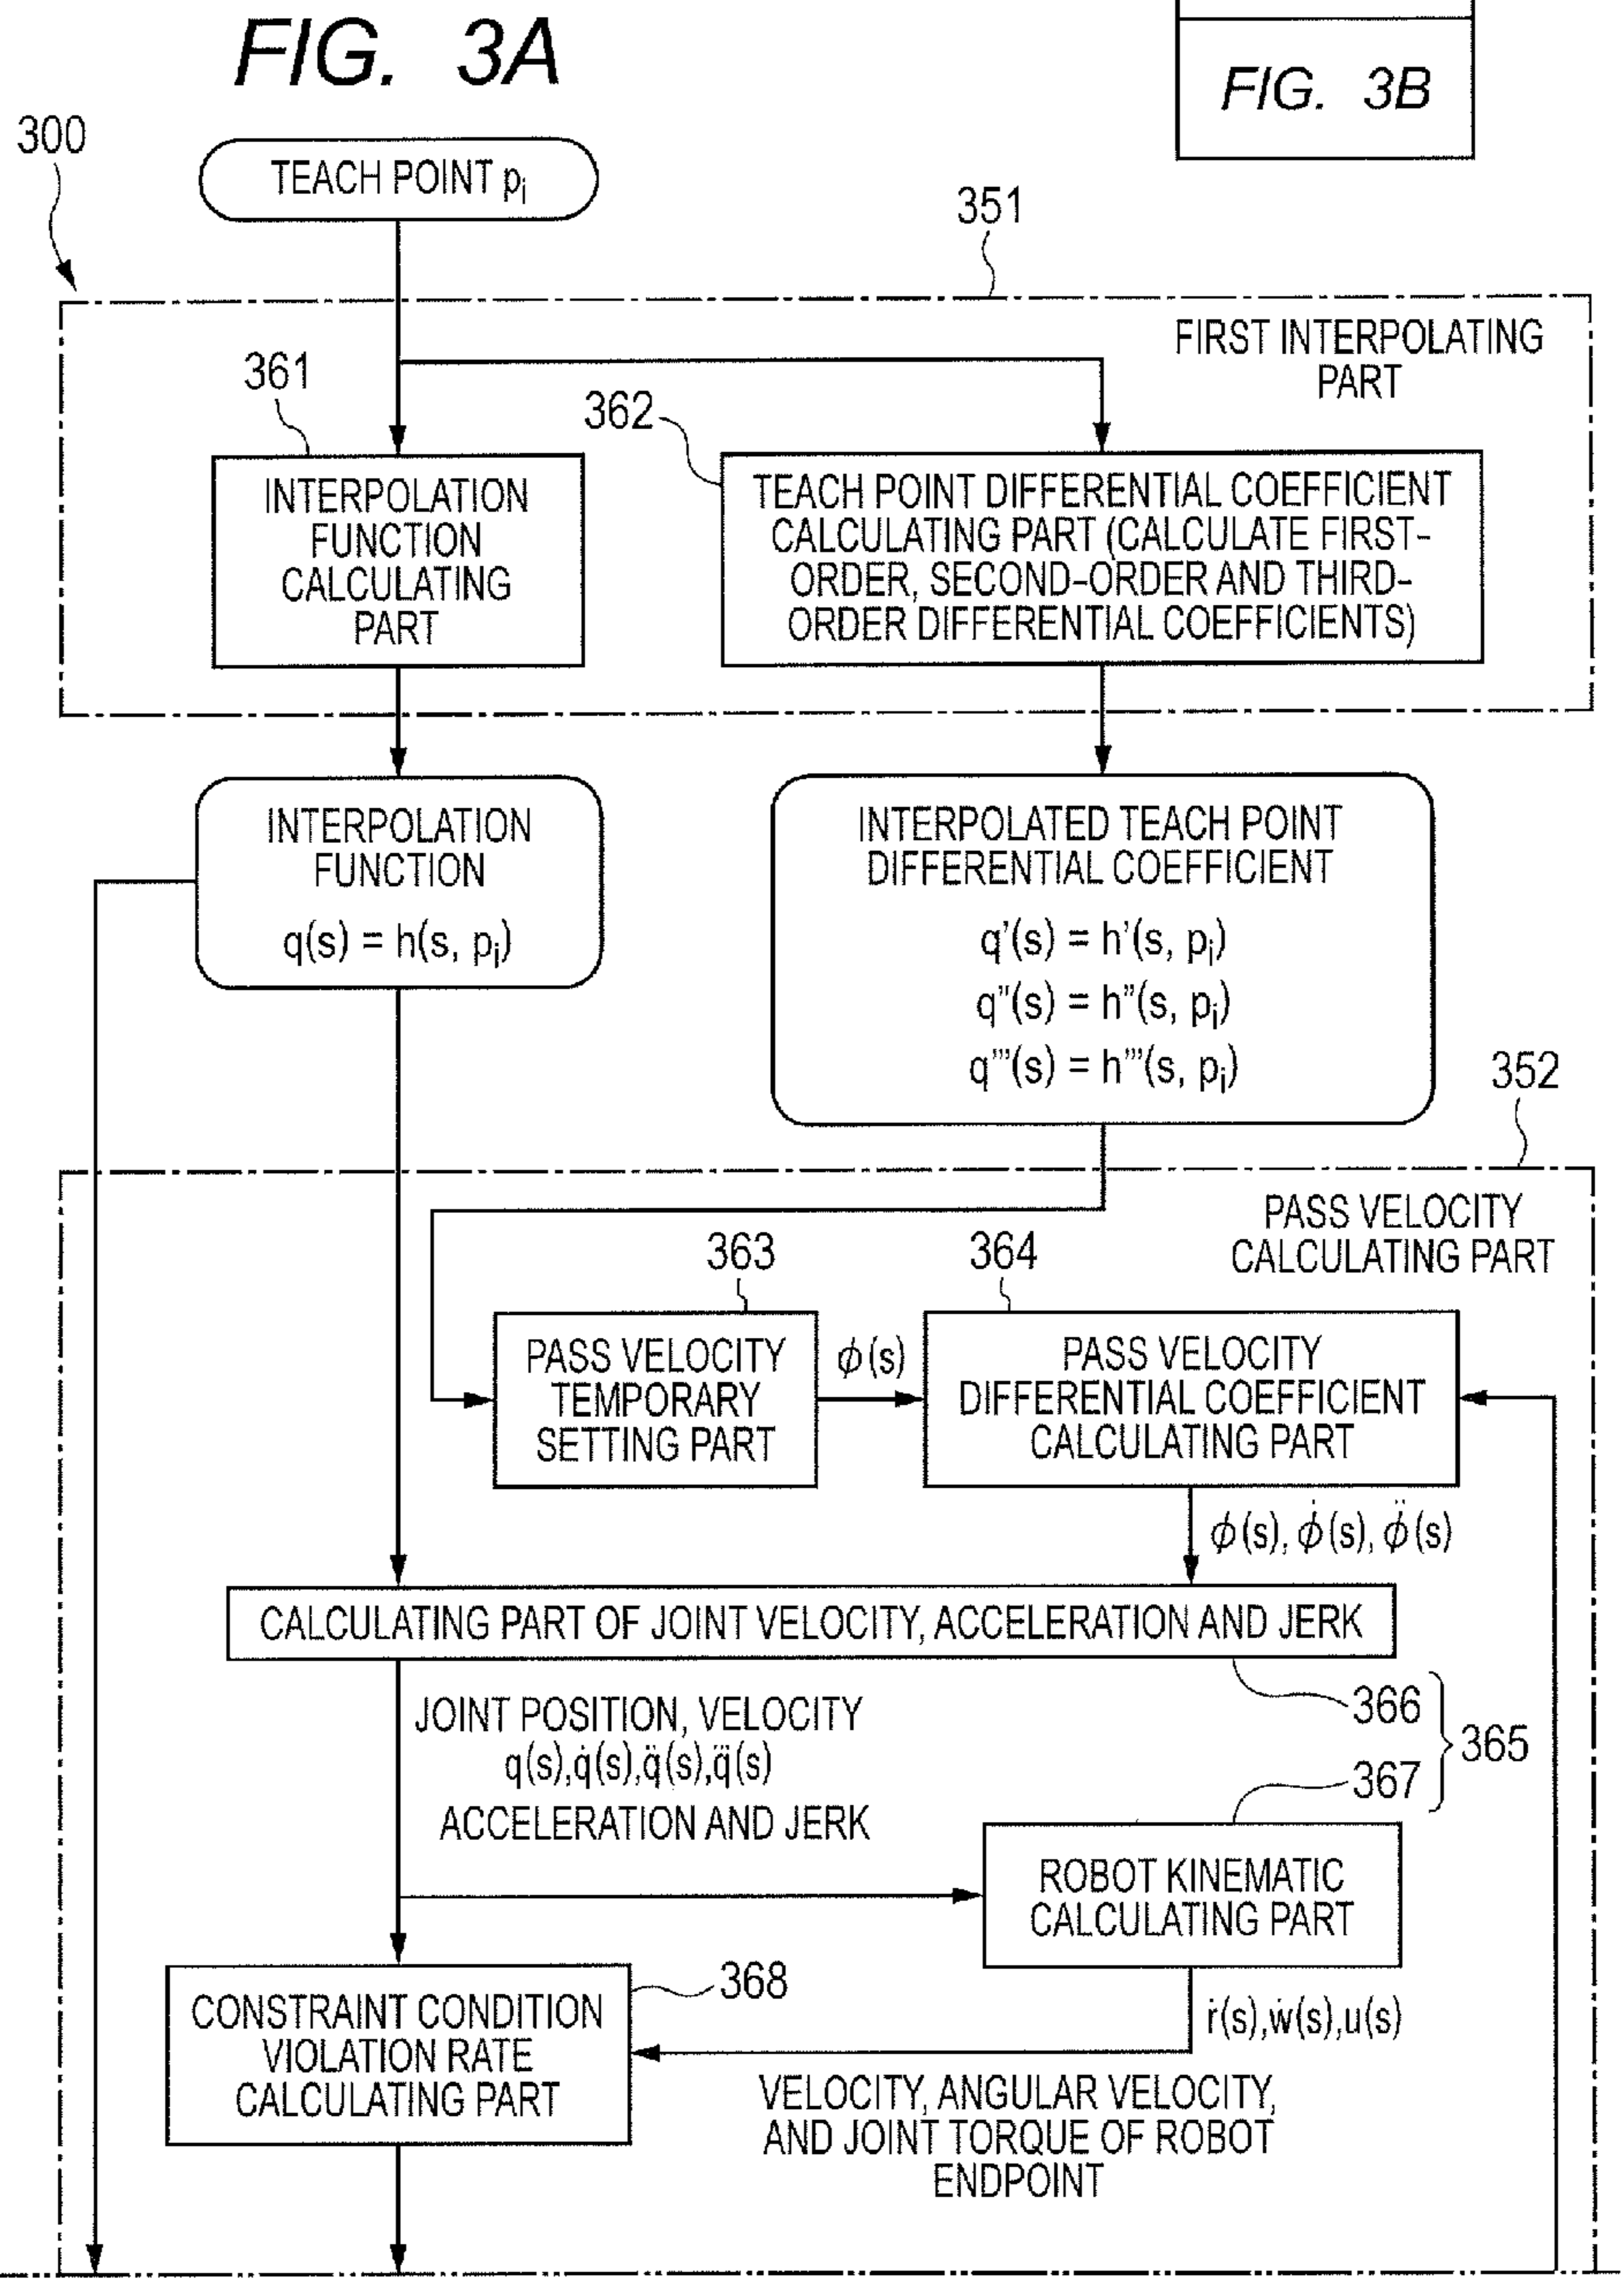 FIG. 3A
FIG. 3B
300
TEACH POINT pi
351
FIRST INTERPOLATING
PART
361
362
INTERPOLATION
FUNCTION
CALCULATING
PART
TEACH POINT DIFFERENTIAL COEFFICIENT
CALCULATING PART (CALCULATE FIRST-
ORDER, SECOND-ORDER AND THIRD-
ORDER DIFFERENTIAL COEFFICIENTS)
INTERPOLATION
FUNCTION
q(s) = h(s, pi)
INTERPOLATED TEACH POINT
DIFFERENTIAL COEFFICIENT
q'(s) = h'(s, pi)
q"(s) = h"(s, pi)
q"'(s) = h"'(s, pi)
352
PASS VELOCITY
CALCULATING PART
363
364
PASS VELOCITY
TEMPORARY
SETTING PART
ϕ(s)
PASS VELOCITY
DIFFERENTIAL COEFFICIENT
CALCULATING PART
ϕ(s), ϕ̇(s), ϕ̈(s)
CALCULATING PART OF JOINT VELOCITY, ACCELERATION AND JERK
366
365
367
JOINT POSITION, VELOCITY
q(s),q̇(s),q̈(s),q⃛(s)
ACCELERATION AND JERK
ROBOT KINEMATIC
CALCULATING PART
368
CONSTRAINT CONDITION
VIOLATION RATE
CALCULATING PART
ṙ(s),ẇ(s),u(s)
VELOCITY, ANGULAR VELOCITY,
AND JOINT TORQUE OF ROBOT
ENDPOINT